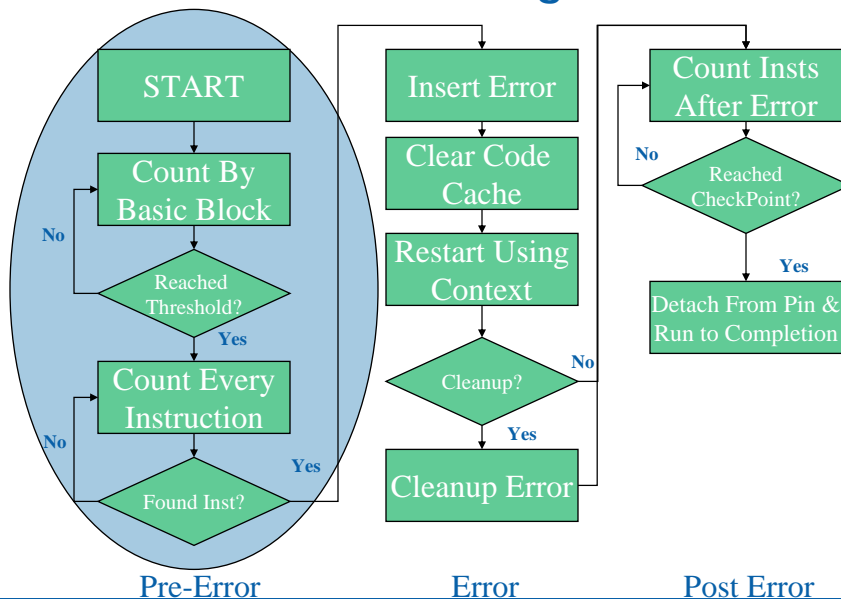 START
Count By
Basic Block
No
Reached
Threshold?
Yes
Count Every
Instruction
No
Found Inst?
Yes
Pre-Error
Insert Error
Clear Code
Cache
Restart Using
Context
Cleanup?
No
Yes
Cleanup Error
Error
Count Insts
After Error
No
Reached
CheckPoint?
Yes
Detach From Pin &
Run to Completion
Post Error